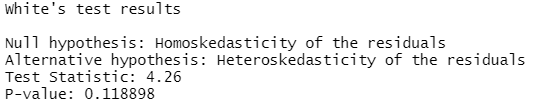 White's test results
Null hypothesis: Homoskedasticity of the residuals
Alternative hypothesis: Heteroskedasticity of the residuals
Test Statistic: 4.26
P-value: 0.118898